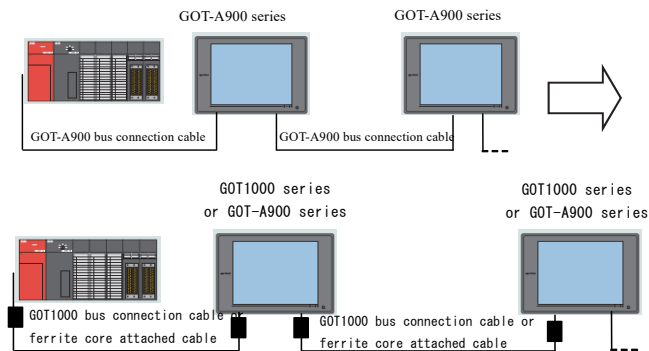 GOT-A900 series
GOT-A900 series
GOT-A900 bus connection cable
GOT-A900 bus connection cable
GOT1000 series
or GOT-A900 series
GOT1000 series
or GOT-A900 series
GOT1000 bus connection cable or
ferrite core attached cable
GOT1000 bus connection cable or
ferrite core attached cable